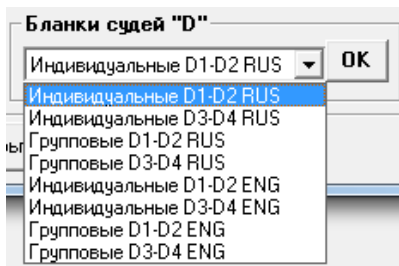 Бланки судей "D"
Индивидуальные D1-D2 RUS
OK
Индивидуальные D1-D2 RUS
Индивидуальные D3-D4 RUS
Групповые D1-D2 RUS
Групповые D3-D4 RUS
Индивидуальные D1-D2 ENG
Индивидуальные D3-D4 ENG
Групповые D1-D2 ENG
Групповые D3-D4 ENG